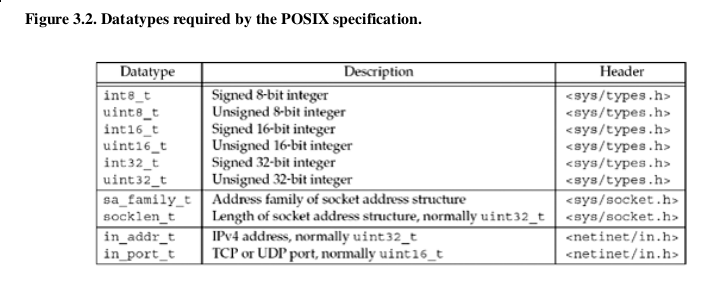 Figure 3.2. Datatypes required by the POSIX specification.
Datatype Description Header
int8_t Signed 8-bit integer <sys/types.h>
uint8_t Unsigned 8-bit integer <sys/types.h>
int16_t Signed 16-bit integer <sys/types.h>
uint16_t Unsigned 16-bit integer <sys/types.h>
int32_t Signed 32-bit integer <sys/types.h>
uint32_t Unsigned 32-bit integer <sys/types.h>
sa_family_t Address family of socket address structure <sys/socket.h>
socklen_t Length of socket address structure, normally uint32_t <sys/socket.h>
in_addr_t IPv4 address, normally uint32_t <netinet/in.h>
in_port_t TCP or UDP port, normally uint16_t <netinet/in.h>